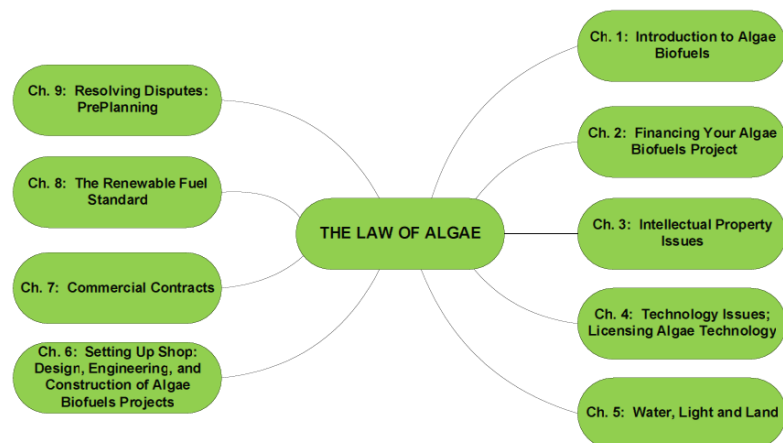 Ch. 1: Introduction to Algae
Biofuels
Ch. 2: Financing Your Algae
Biofuels Project
Ch. 3: Intellectual Property
Issues
Ch. 4: Technology Issues;
Licensing Algae Technology
Ch. 5: Water, Light and Land
THE LAW OF ALGAE
Ch. 9: Resolving Disputes:
PrePlanning
Ch. 8: The Renewable Fuel
Standard
Ch. 7: Commercial Contracts
Ch. 6: Setting Up Shop:
Design, Engineering, and
Construction of Algae
Biofuels Projects